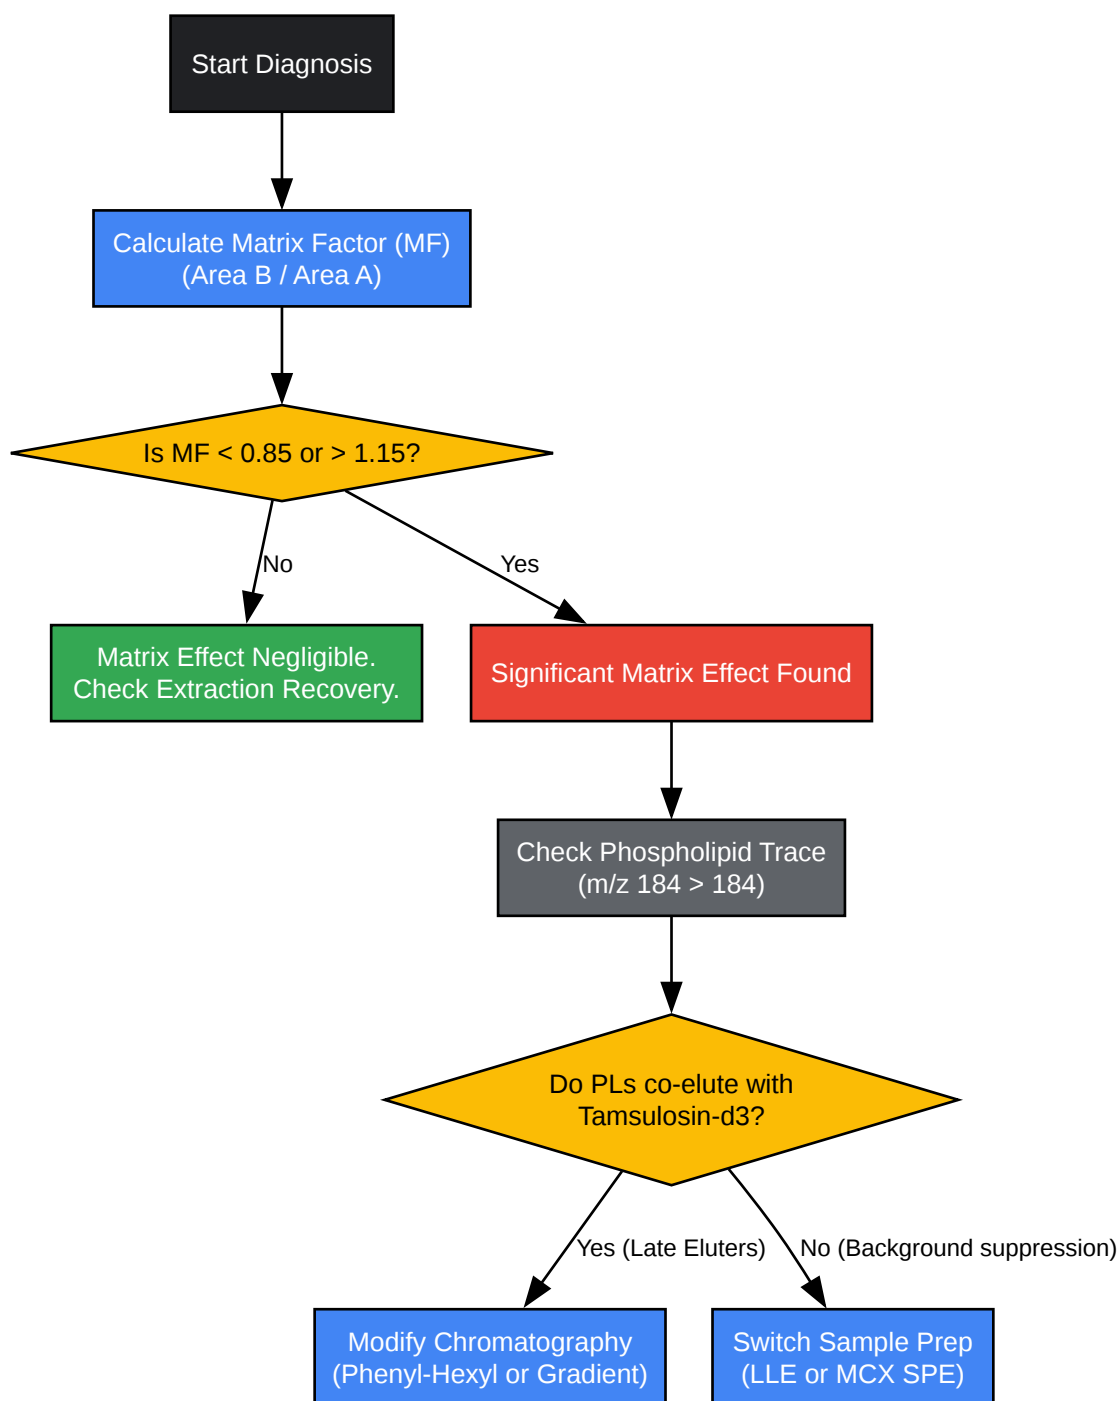 Start Diagnosis
Calculate Matrix Factor (MF)
(Area B / Area A)
Is MF < 0.85 or > 1.15?
No
Yes
Matrix Effect Negligible.
Check Extraction Recovery.
Significant Matrix Effect Found
Check Phospholipid Trace
(m/z 184 > 184)
Do PLs co-elute with
Tamsulosin-d3?
Yes (Late Eluters)
No (Background suppression)
Modify Chromatography
(Phenyl-Hexyl or Gradient)
Switch Sample Prep
(LLE or MCX SPE)